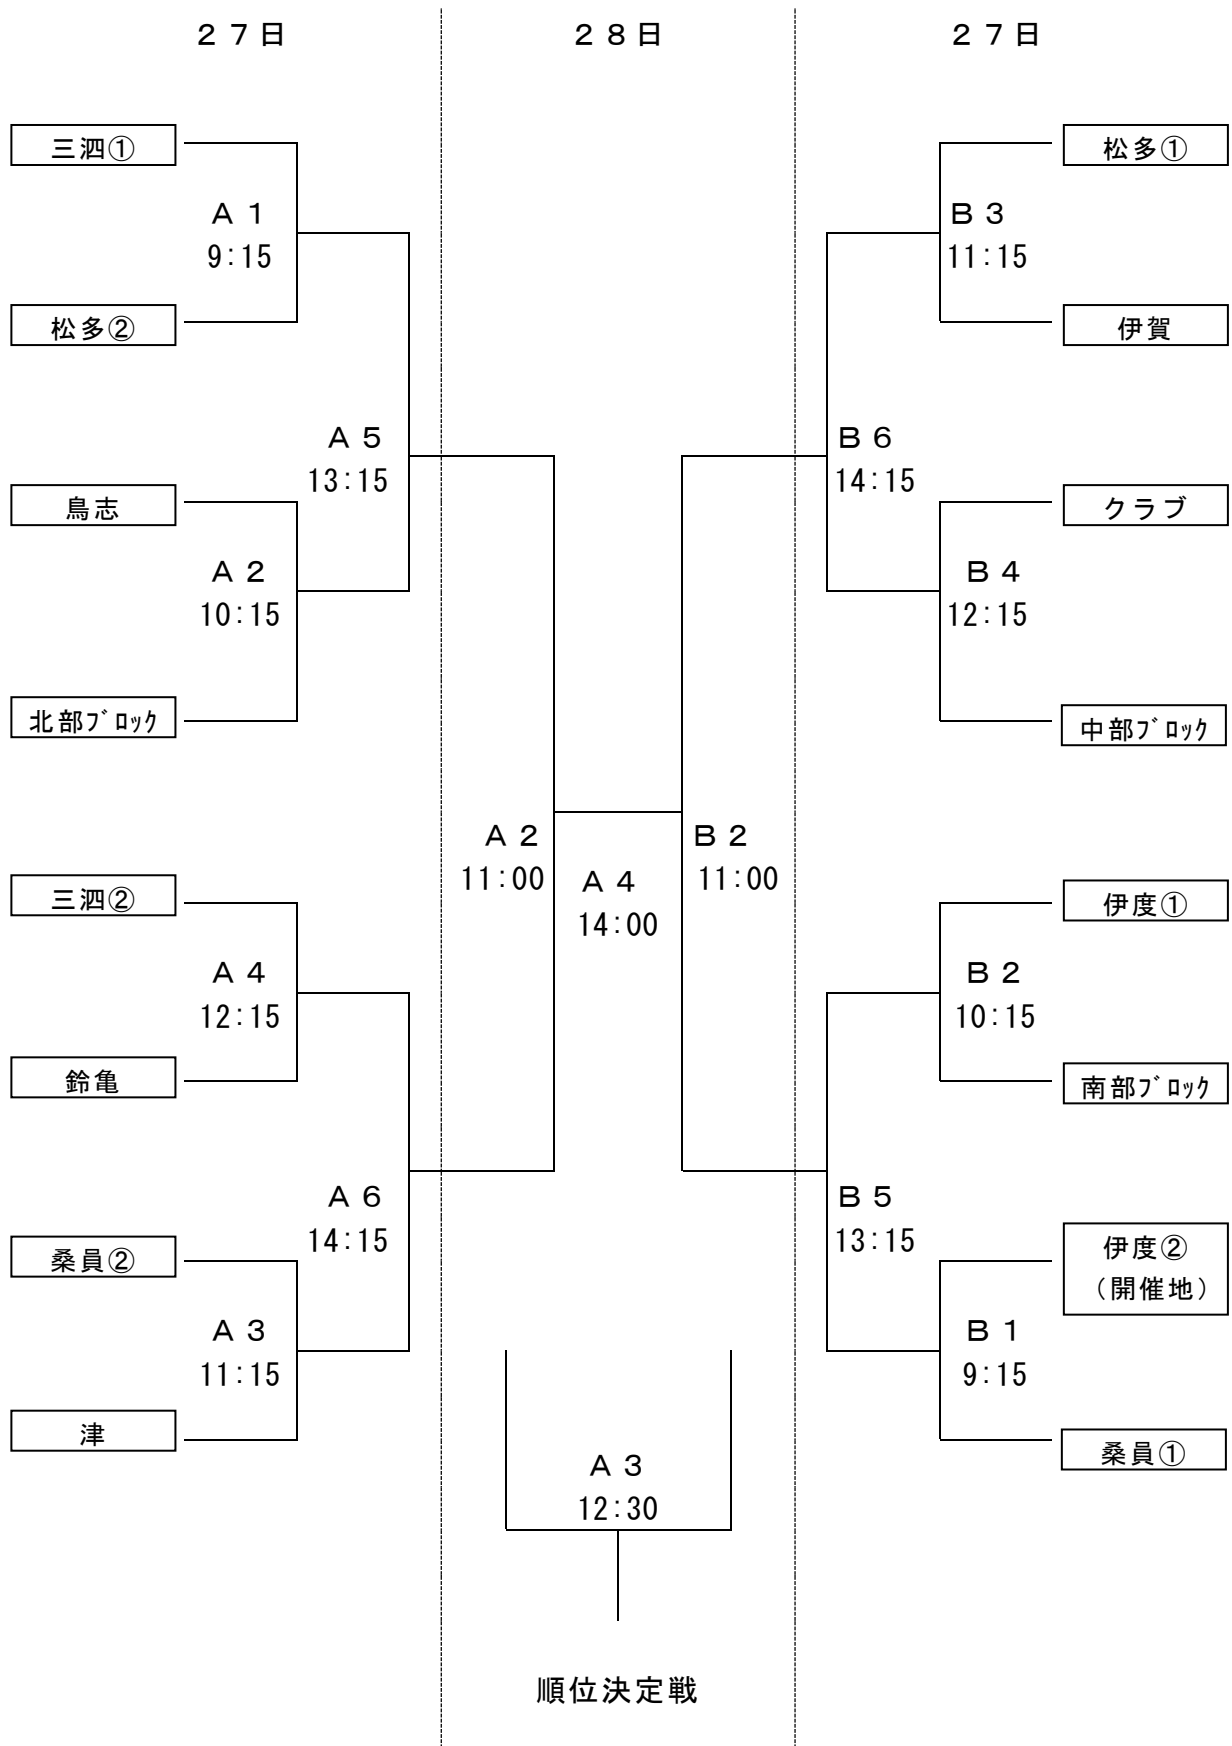 ２７日
２８日
２７日
三泗①
松多①
Ａ１
9:15
Ｂ３
11:15
松多②
伊賀
Ａ５
13:15
Ｂ６
14:15
鳥志
クラブ
Ａ２
10:15
Ｂ４
12:15
北部ﾌﾞﾛｯｸ
中部ﾌﾞﾛｯｸ
Ａ２
11:00
Ａ４
14:00
Ｂ２
11:00
三泗②
伊度①
Ａ４
12:15
Ｂ２
10:15
鈴亀
南部ﾌﾞﾛｯｸ
Ａ６
14:15
Ｂ５
13:15
桑員②
伊度②
（開催地）
Ａ３
11:15
Ｂ１
9:15
津
桑員①
Ａ３
12:30
順位決定戦